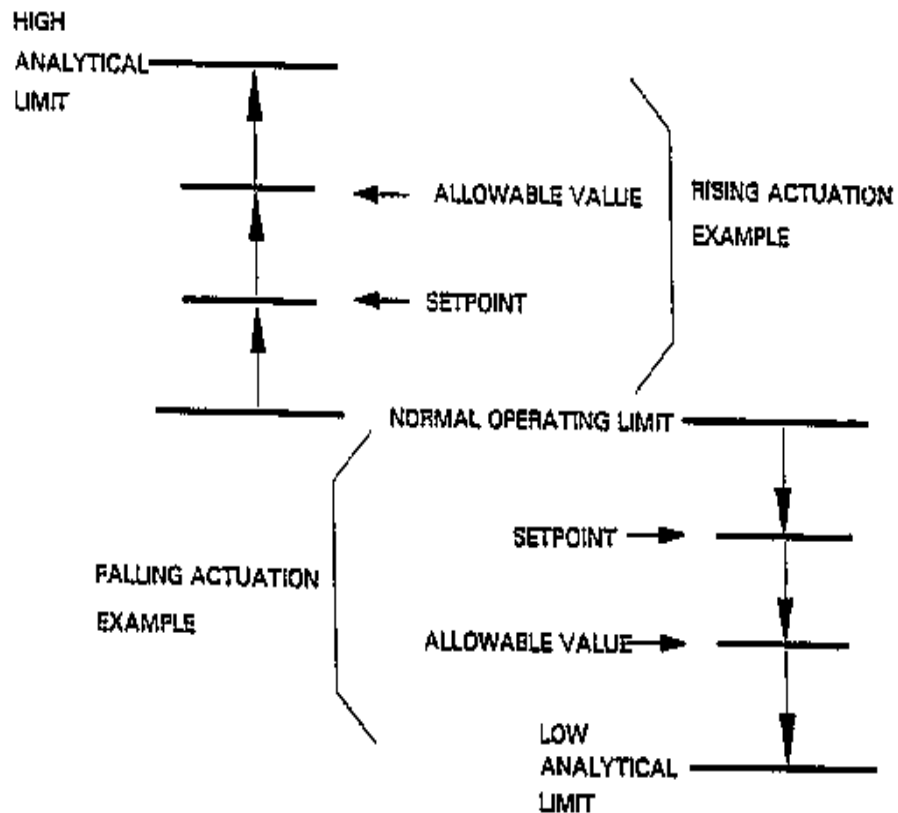 HIGH
ANALYTICAL
LIMIT
ALLOWABLE VALUE
RISING ACTUATION
EXAMPLE
SETPOINT
NORMAL OPERATING LIMIT
SETPOINT
FALLING ACTUATION
EXAMPLE
ALLOWABLE VALUE
LOW
ANALYTICAL
LIMIT